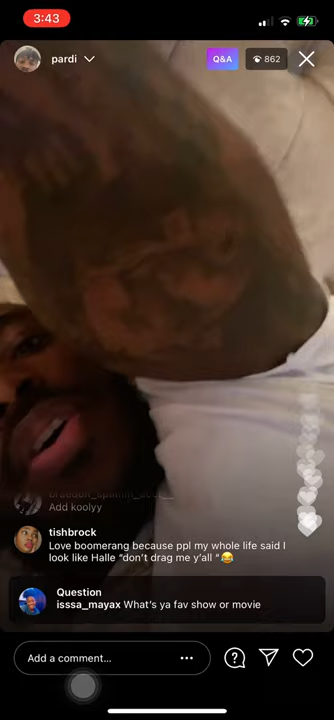 3:43
pardi
Q&A
862
Add koolyy
tishbrock
Love boomerang because ppl my whole life said I
look like Halle “don’t drag me y’all “😂
Question
isssa_mayax What’s ya fav show or movie
Add a comment...